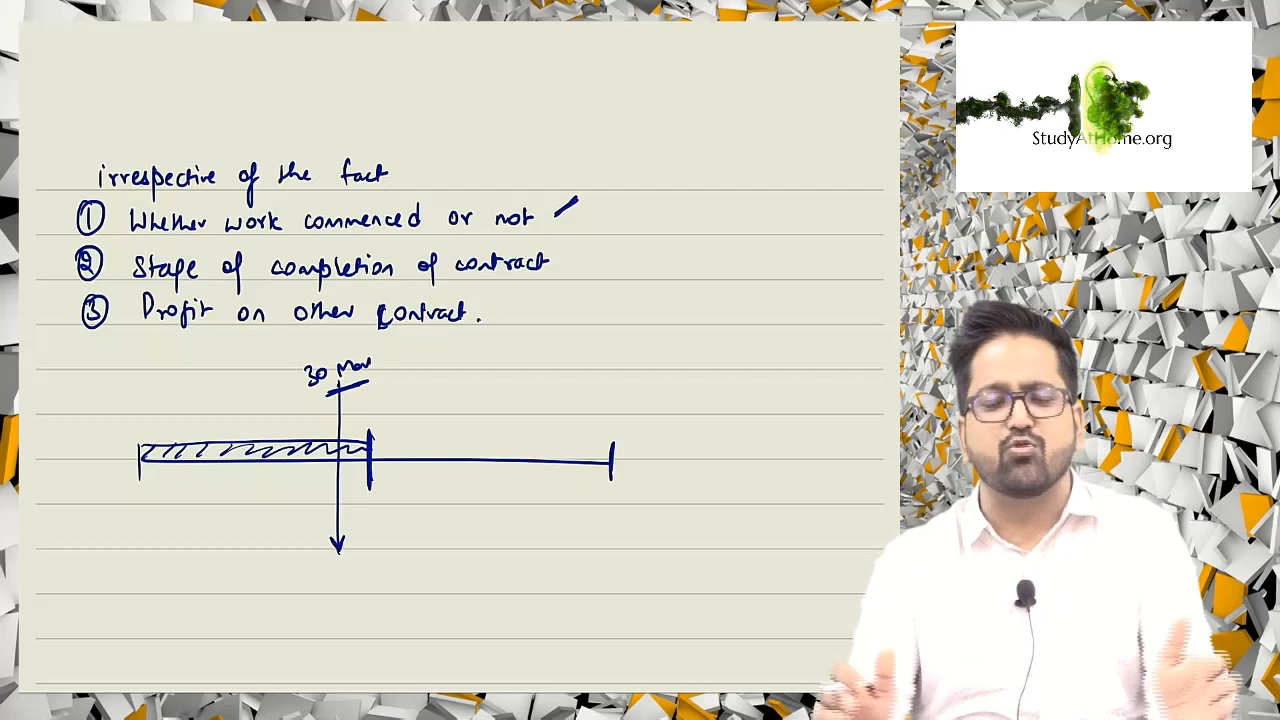 irrespective of the fact
① Whether work commenced or not
② Stage of completion of contract
③ Profit on other contract.
30 Mar
StudyAtHome.org